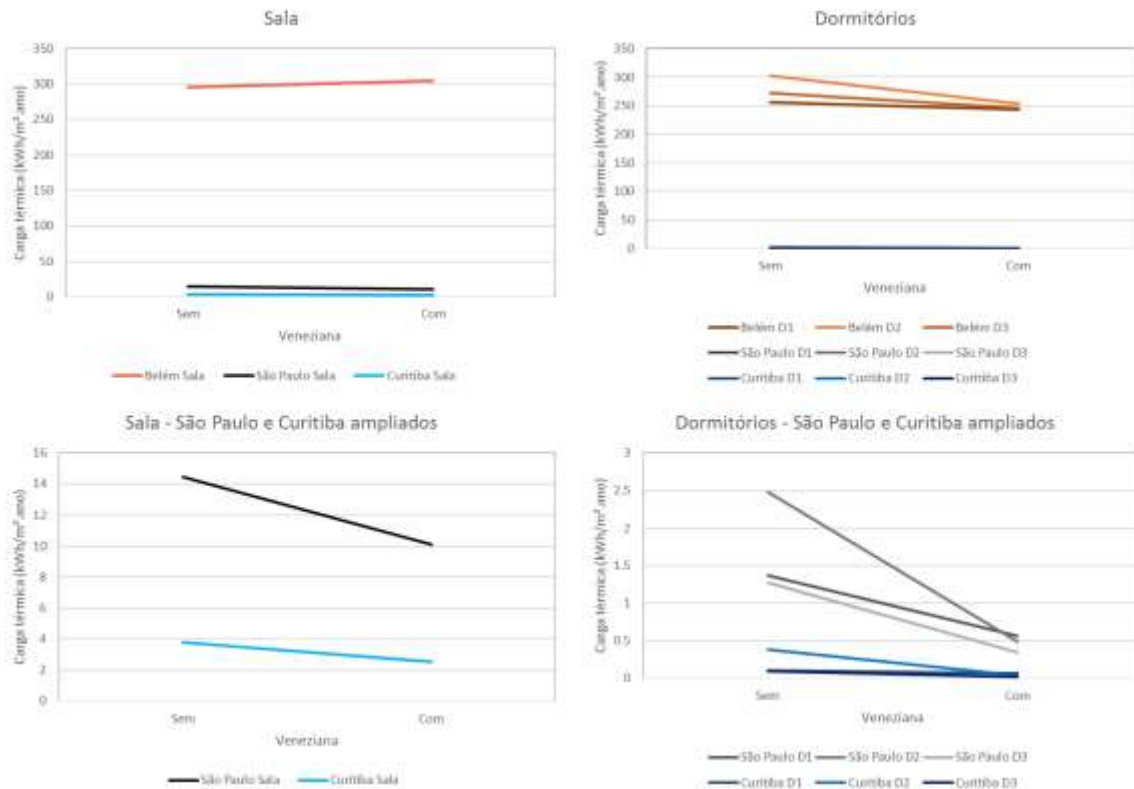 Sala
Carga térmica (kWh/m².ano)
350
300
250
200
150
100
50
0
Sem
Com
Veneziana
Belém Sala
São Paulo Sala
Curitiba Sala
Dormitórios
Carga térmica (kWh/m².ano)
350
300
250
200
150
100
50
0
Sem
Com
Veneziana
Belém D1
Belém D2
Belém D3
São Paulo D1
São Paulo D2
São Paulo D3
Curitiba D1
Curitiba D2
Curitiba D3
Sala - São Paulo e Curitiba ampliados
Carga térmica (kWh/m².ano)
16
14
12
10
8
6
4
2
0
Sem
Com
Veneziana
São Paulo Sala
Curitiba Sala
Dormitórios - São Paulo e Curitiba ampliados
Carga térmica (kWh/m².ano)
3
2.5
2
1.5
1
0.5
0
Sem
Com
Veneziana
São Paulo D1
São Paulo D2
São Paulo D3
Curitiba D1
Curitiba D2
Curitiba D3